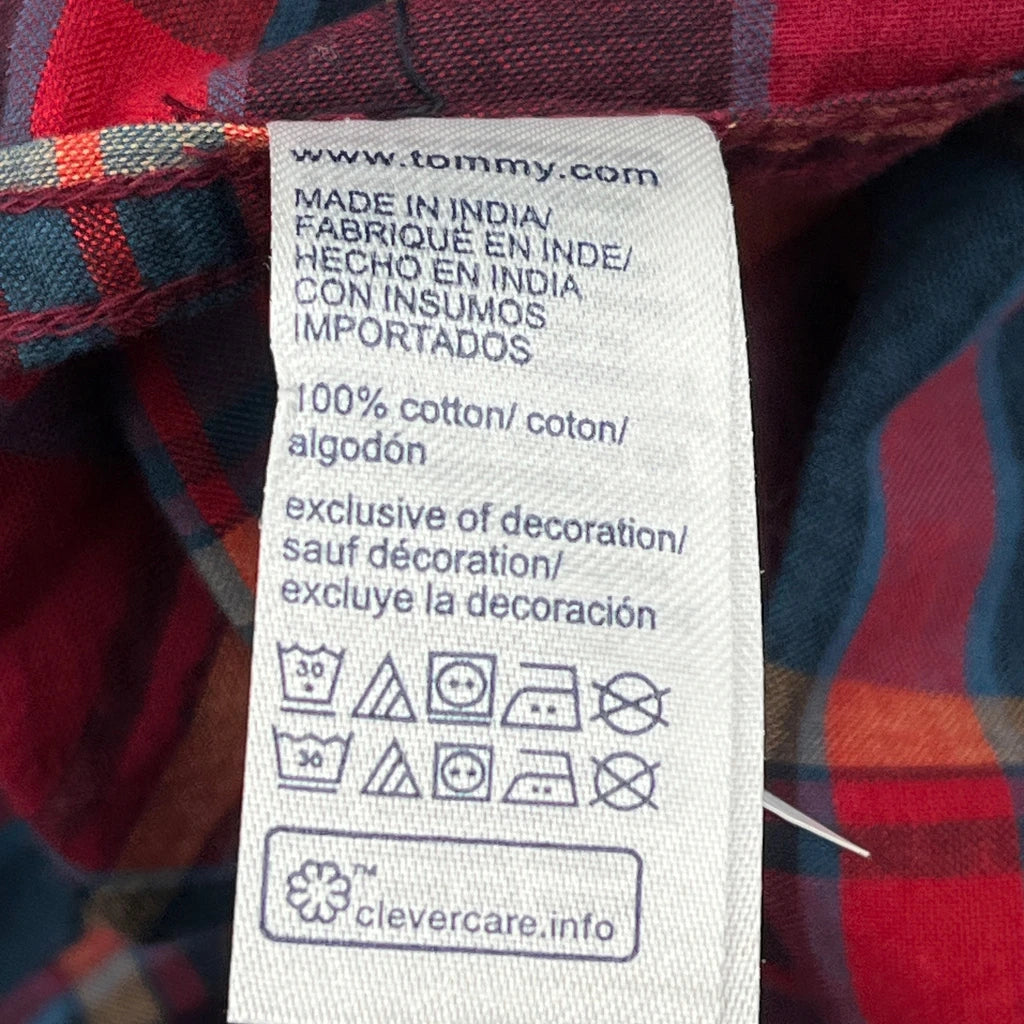 www.tommy.com
MADE IN INDIA/
FABRIQUÉ EN INDE/
HECHO EN INDIA
CON INSUMOS
IMPORTADOS
100% cotton/ coton/
algodón
exclusive of decoration/
sauf décoration/
excluye la decoración
30
30
™
clevercare.info